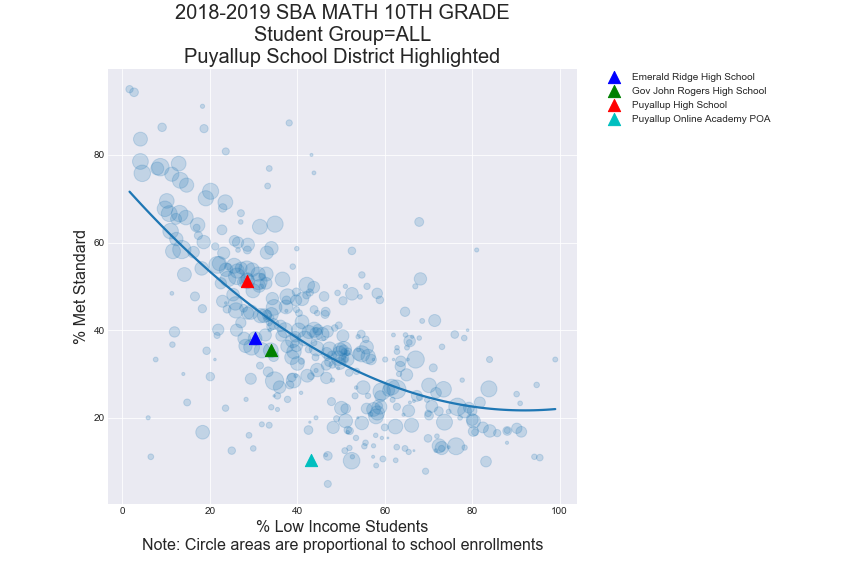 2018-2019 SBA MATH 10TH GRADE
Student Group=ALL
Puyallup School District Highlighted
Emerald Ridge High School
Gov John Rogers High School
Puyallup High School
Puyallup Online Academy POA
% Met Standard
80
60
40
20
0 20 40 60 80 100
% Low Income Students
Note: Circle areas are proportional to school enrollments